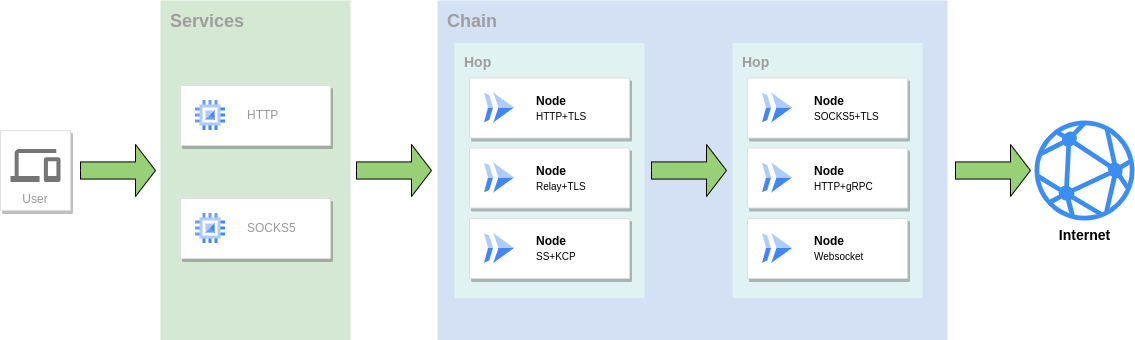 User
Services
HTTP
SOCKS5
Chain
Hop
Node
HTTP+TLS
Node
Relay+TLS
Node
SS+KCP
Hop
Node
SOCKS5+TLS
Node
HTTP+gRPC
Node
Websocket
Internet